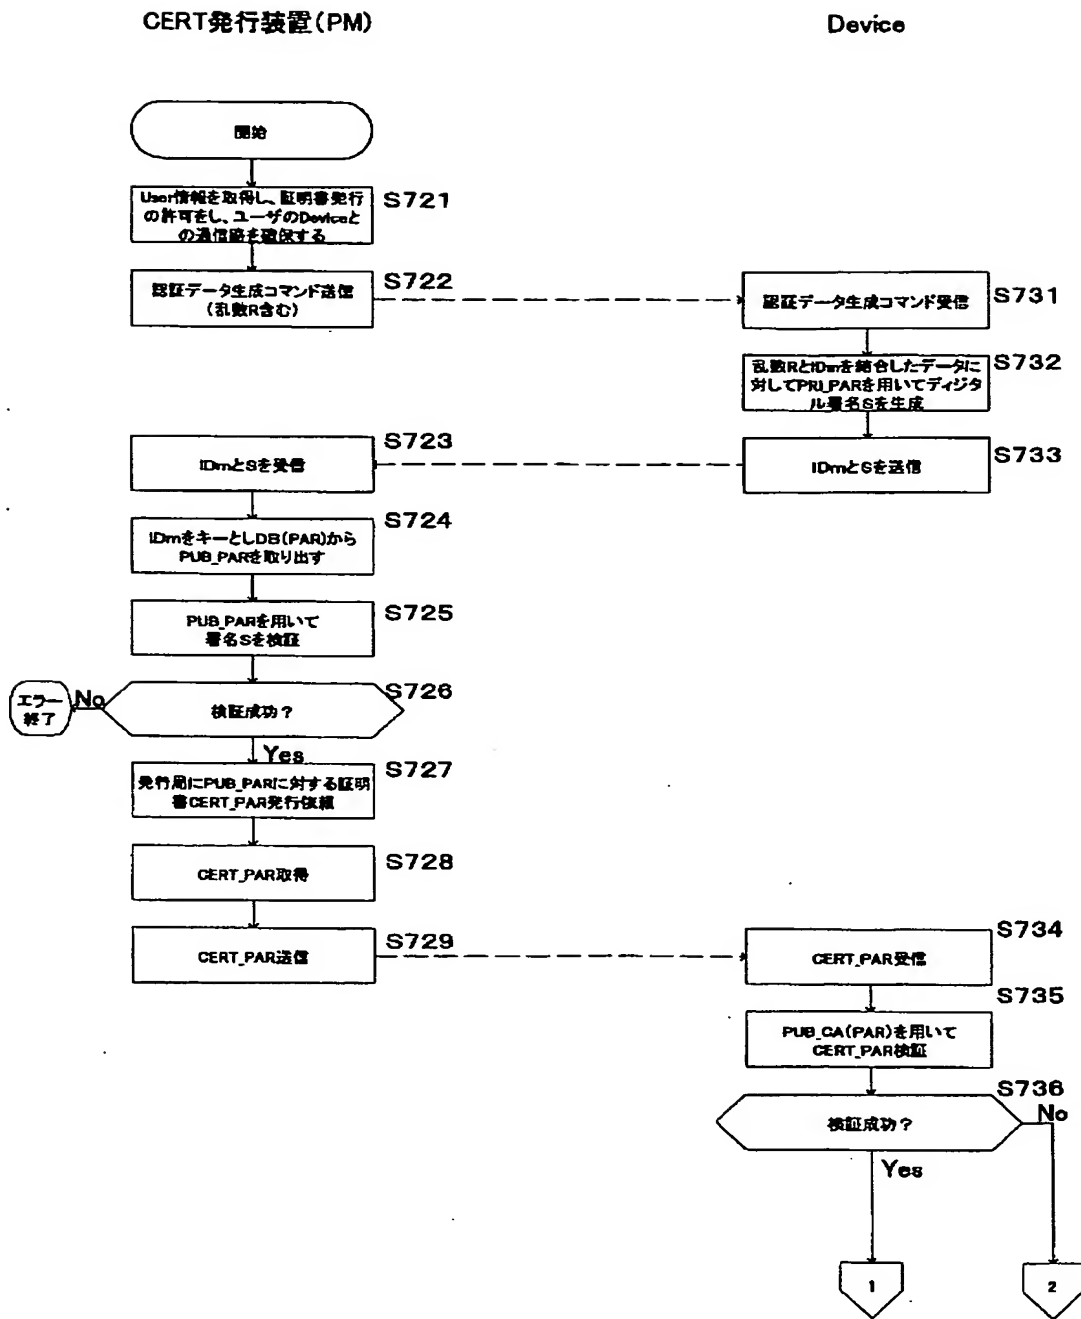 CERT発行装置(PM)
Device
開始
User情報を取得し、証明書発行
の許可をし、ユーザのDeviceと
の通信路を確保する
S721
認証データ生成コマンド送信
(乱数R含む)
S722
認証データ生成コマンド受信
S731
乱数RとIDmを結合したデータに
対してPRI_PARを用いてディジタ
ル署名Sを生成
S732
IDmとSを受信
S723
IDmとSを送信
S733
IDmをキーとしDB(PAR)から
PUB_PARを取り出す
S724
PUB_PARを用いて
署名Sを検証
S725
検証成功?
S726
No
エラー
終了
Yes
発行局にPUB_PARに対する証明
書CERT_PAR発行依頼
S727
CERT_PAR取得
S728
CERT_PAR送信
S729
CERT_PAR受信
S734
PUB_CA(PAR)を用いて
CERT_PAR検証
S735
検証成功?
S736
No
Yes
1
2